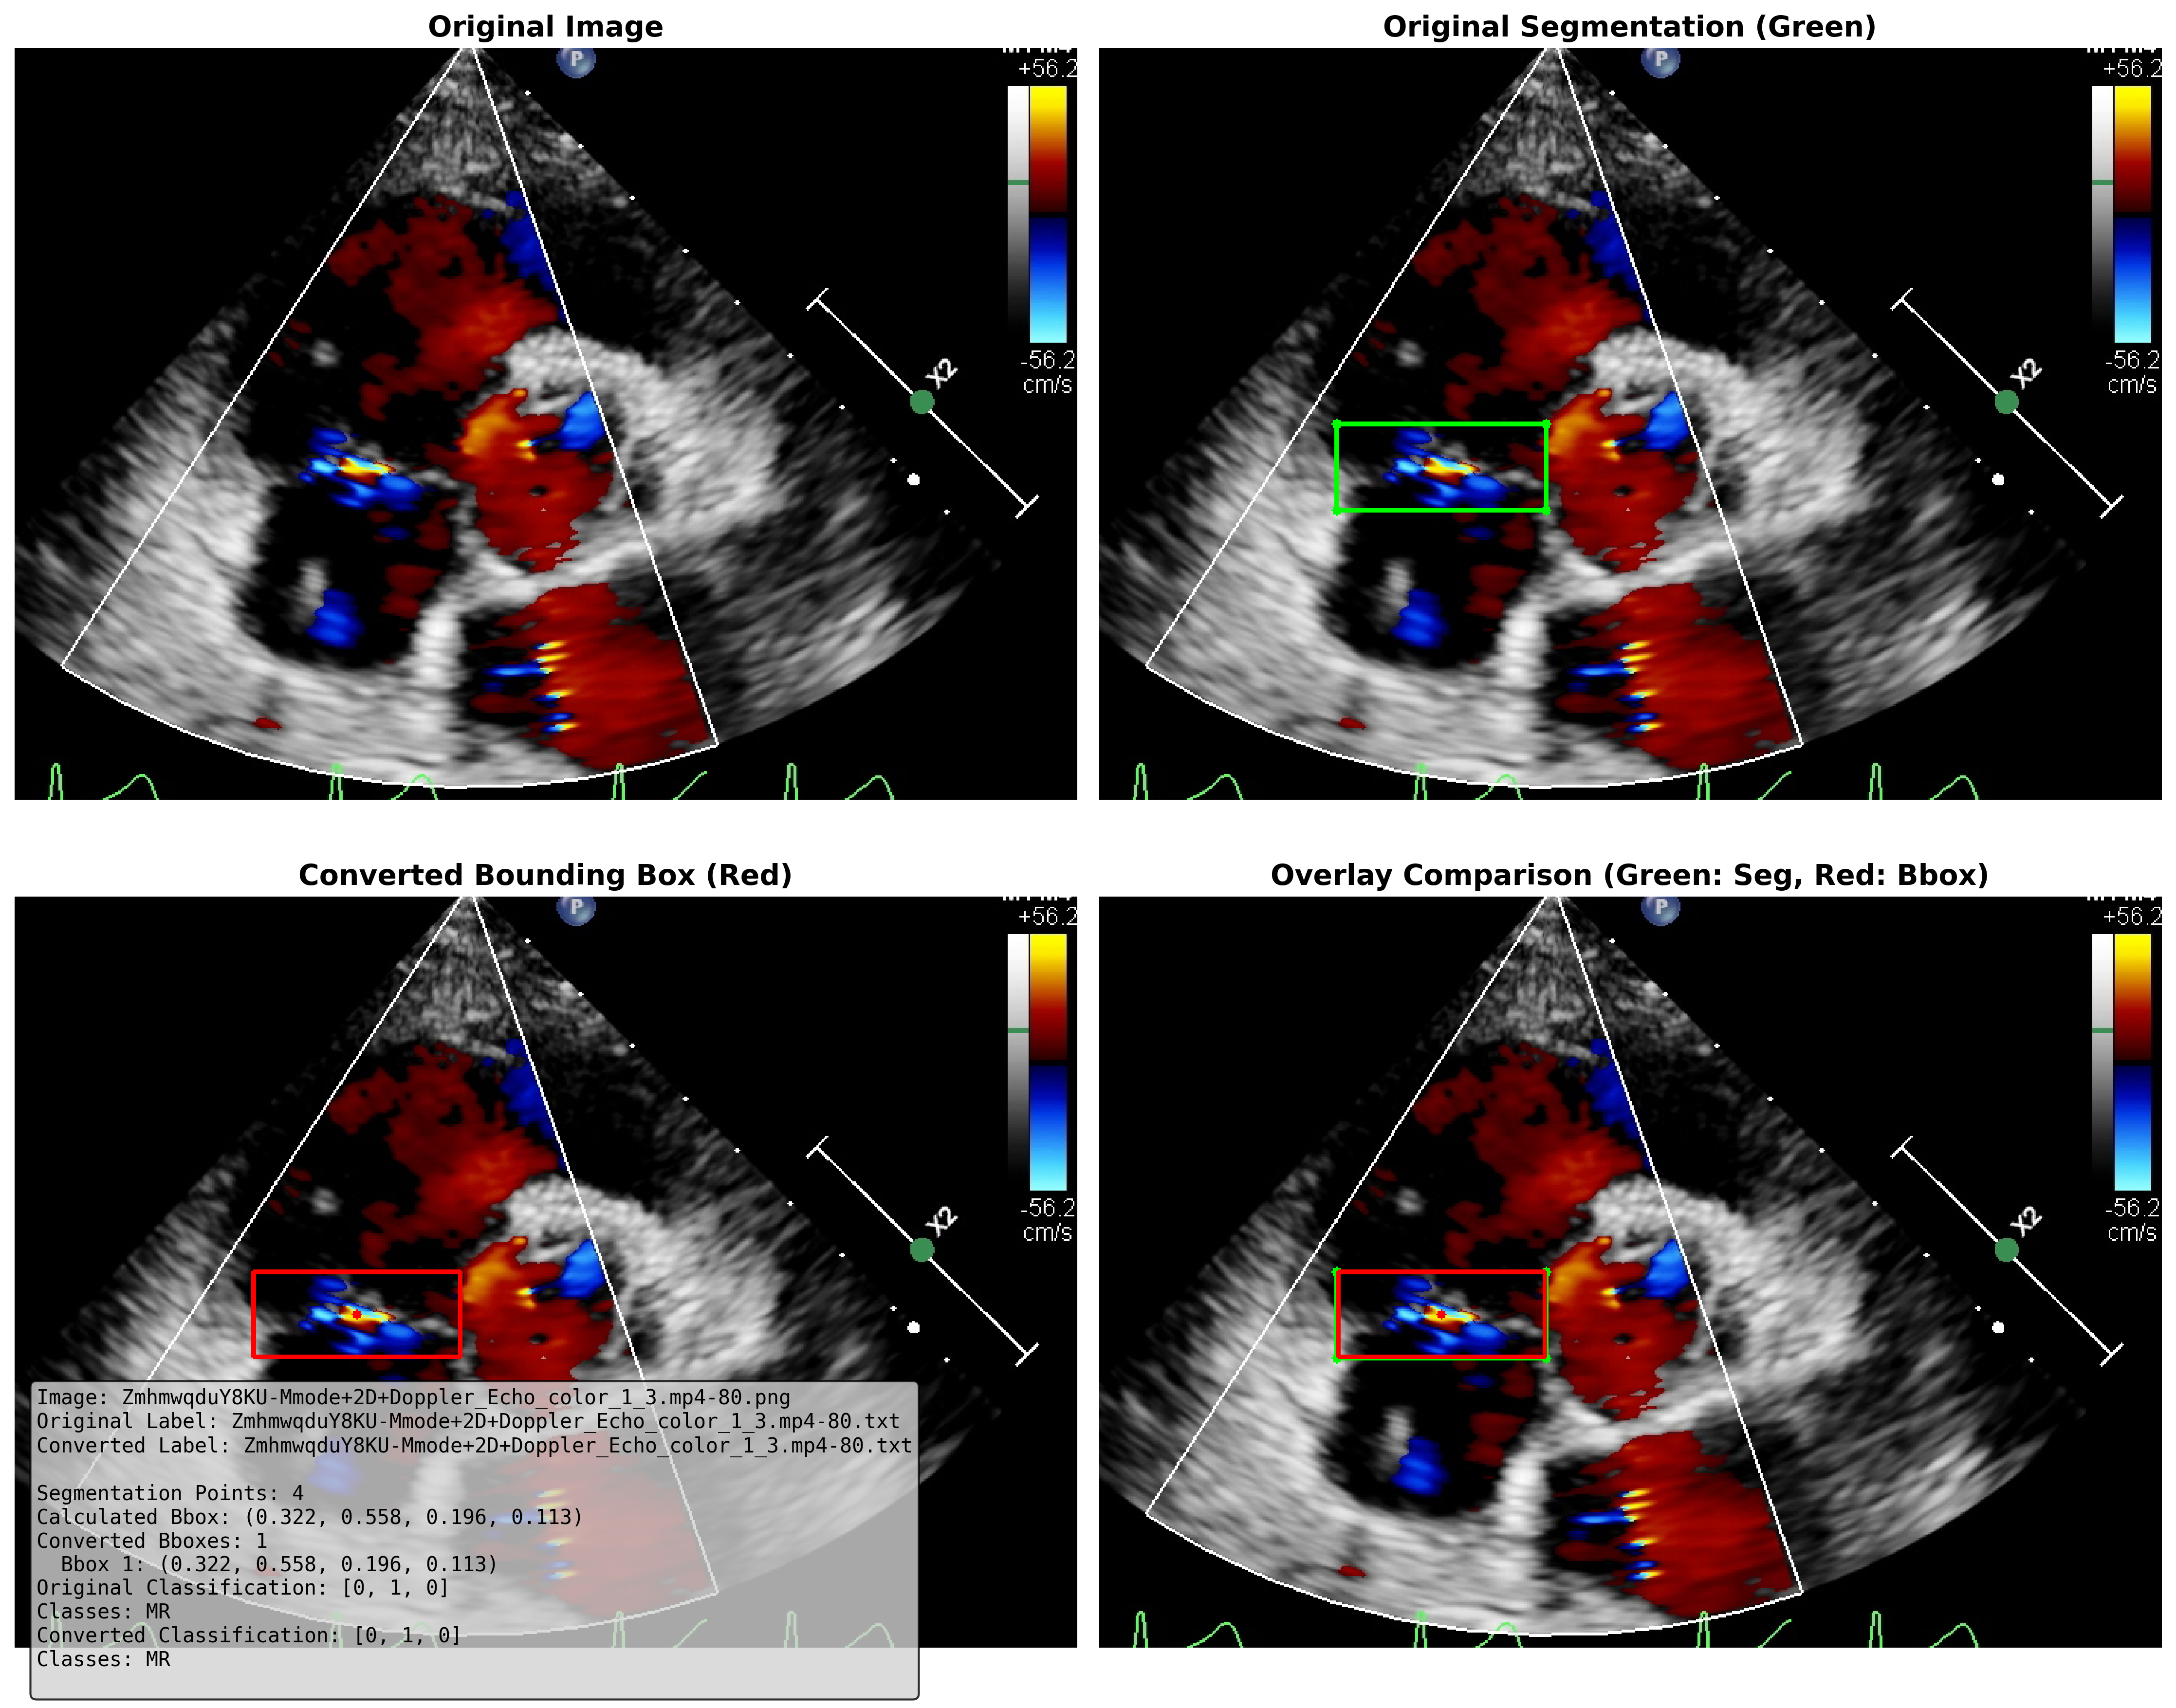 Original Image
P
+56.2
-56.2
cm/s
X2
Original Segmentation (Green)
P
+56.2
-56.2
cm/s
X2
Converted Bounding Box (Red)
P
+56.2
-56.2
cm/s
X2
Image: ZmhmwqduY8KU-Mmode+2D+Doppler_Echo_color_1_3.mp4-80.png
Original Label: ZmhmwqduY8KU-Mmode+2D+Doppler_Echo_color_1_3.mp4-80.txt
Converted Label: ZmhmwqduY8KU-Mmode+2D+Doppler_Echo_color_1_3.mp4-80.txt
Segmentation Points: 4
Calculated Bbox: (0.322, 0.558, 0.196, 0.113)
Converted Bboxes: 1
Bbox 1: (0.322, 0.558, 0.196, 0.113)
Original Classification: [0, 1, 0]
Classes: MR
Converted Classification: [0, 1, 0]
Classes: MR
Overlay Comparison (Green: Seg, Red: Bbox)
P
+56.2
-56.2
cm/s
X2